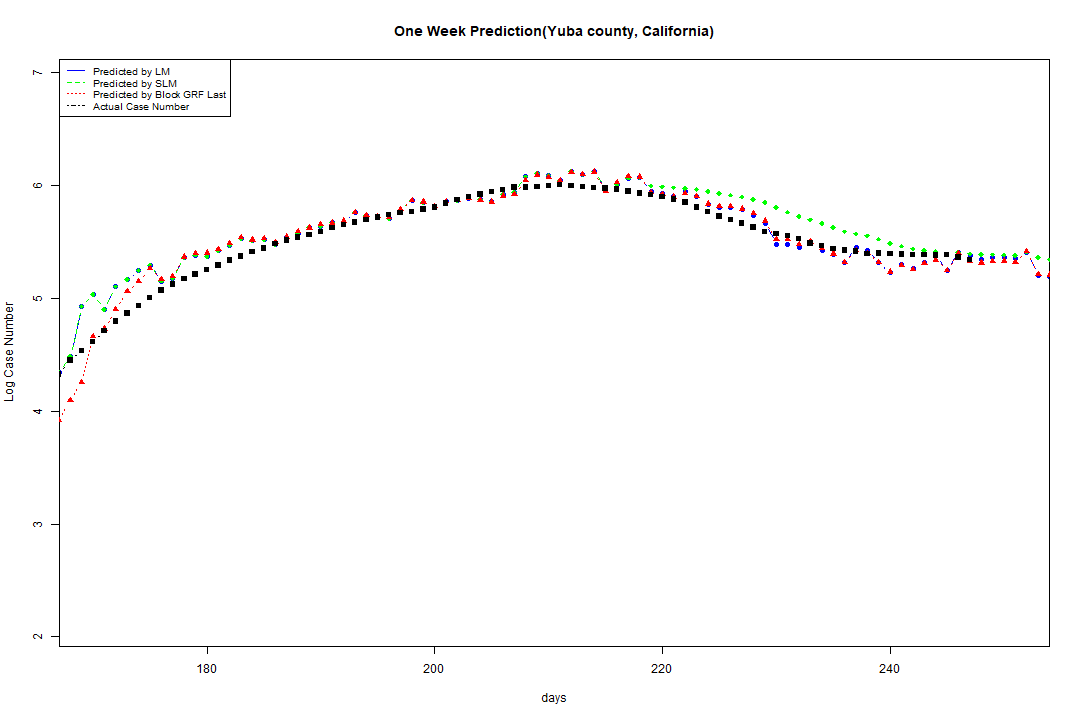 One Week Prediction(Yuba county, California)
Predicted by LM
Predicted by SLM
Predicted by Block GRF Last
Actual Case Number
7
6
5
4
3
2
Log Case Number
180
200
220
240
days